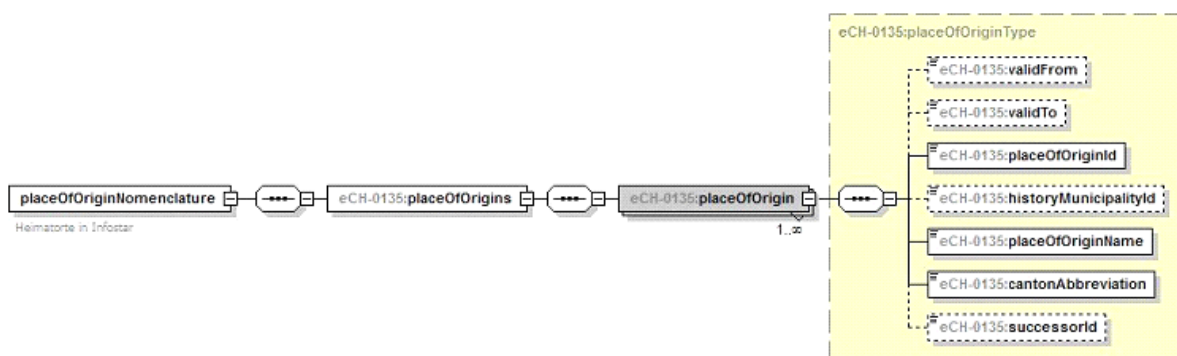 eCH-0135:placeOfOriginType
eCH-0135:validFrom
eCH-0135:validTo
eCH-0135:placeOfOriginId
placeOfOriginNomenclature
eCH-0135:placeOfOrigins
eCH-0135:placeOfOrigin
eCH-0135:historyMunicipalityId
Heimatorte in Infostar
1..∞
eCH-0135:placeOfOriginName
eCH-0135:cantonAbbreviation
eCH-0135:successorId